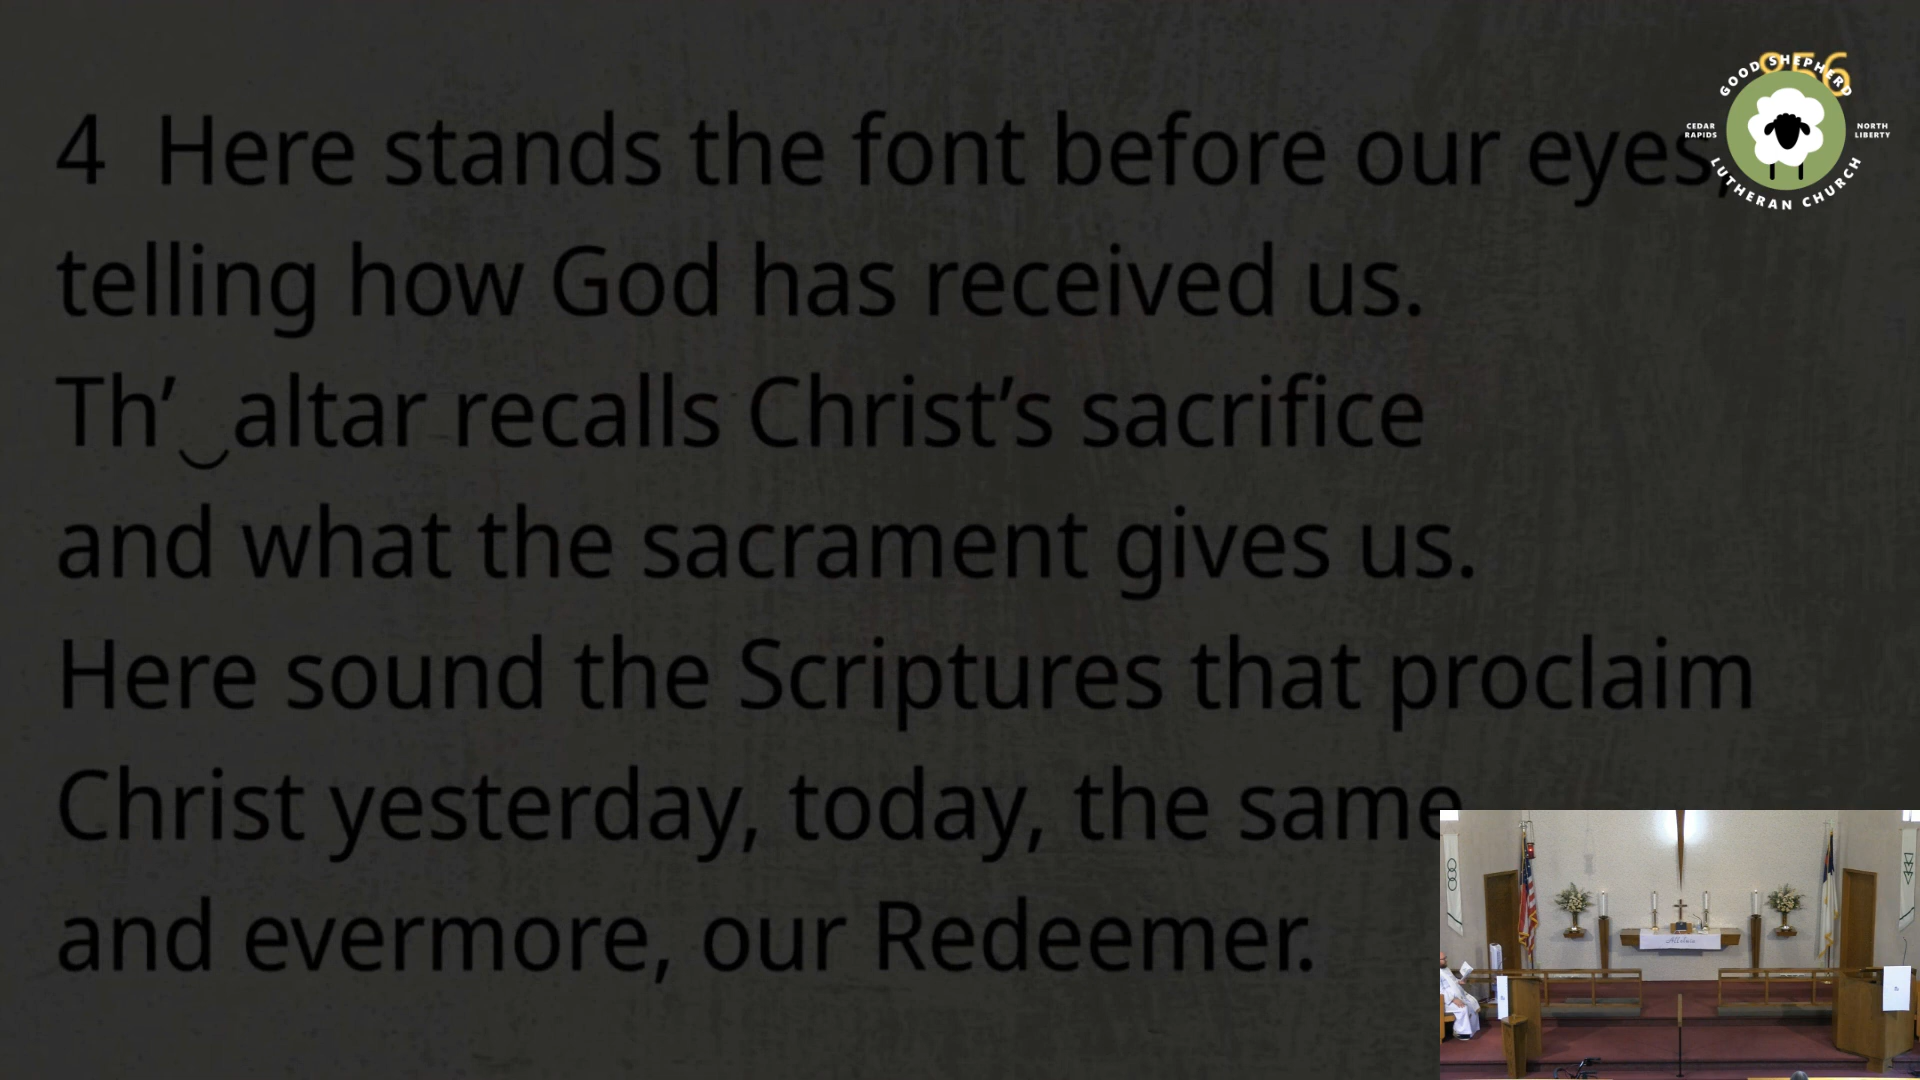 4 Here stands the font before our eyes,
telling how God has received us.
Th’‿altar recalls Christ’s sacrifice
and what the sacrament gives us.
Here sound the Scriptures that proclaim
Christ yesterday, today, the same
and evermore, our Redeemer.
GOOD SHEPHERD
CEDAR RAPIDS
NORTH LIBERTY
LUTHERAN CHURCH
Alleluia